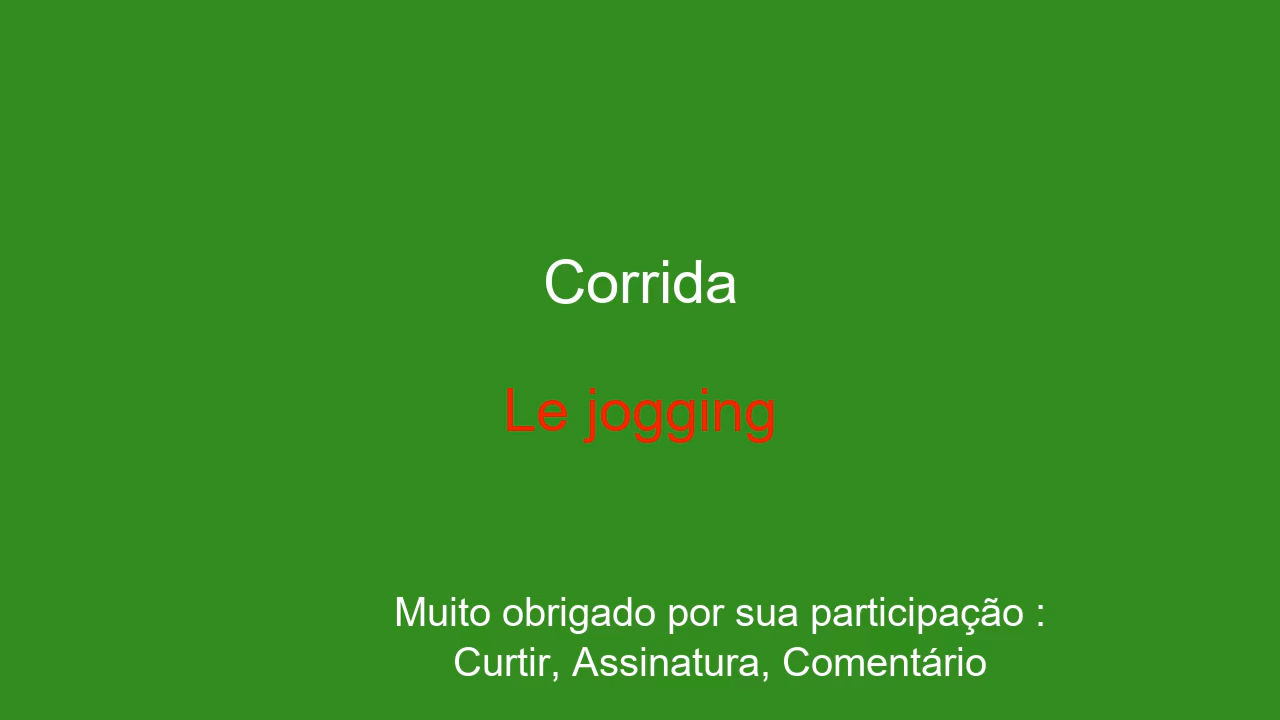 Corrida
Le jogging
Muito obrigado por sua participação :
Curtir, Assinatura, Comentário